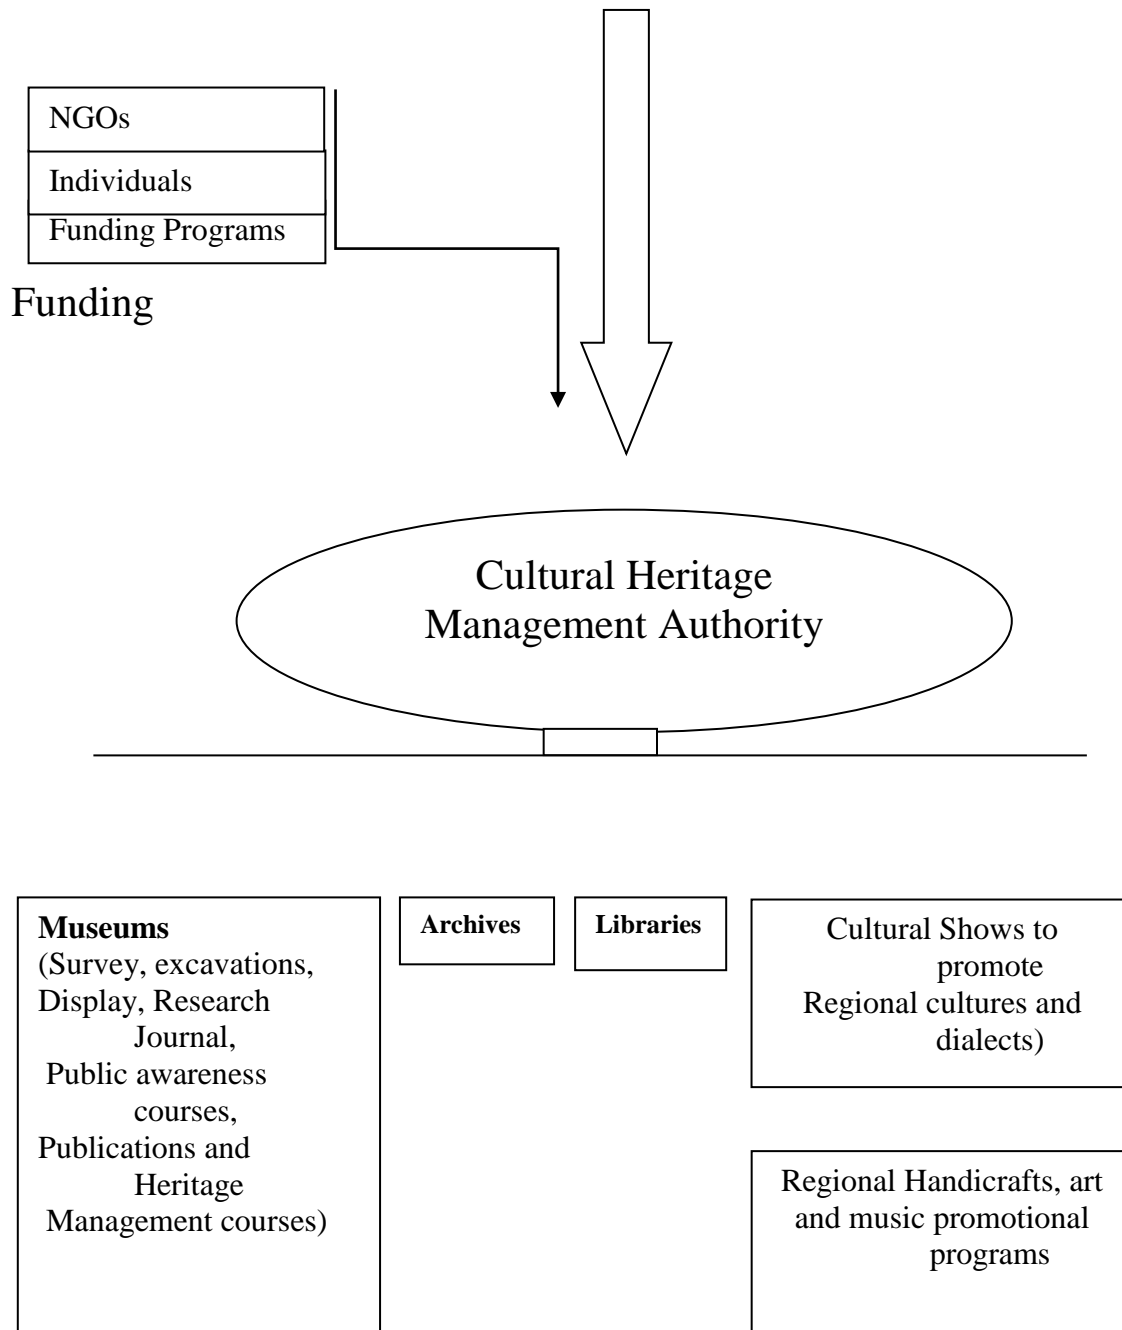 NGOs
Individuals
Funding Programs
Funding
Cultural Heritage
Management Authority
Museums
(Survey, excavations,
Display, Research
Journal,
Public awareness
courses,
Publications and
Heritage
Management courses)
Archives
Libraries
Cultural Shows to
promote
Regional cultures and
dialects)
Regional Handicrafts, art
and music promotional
programs